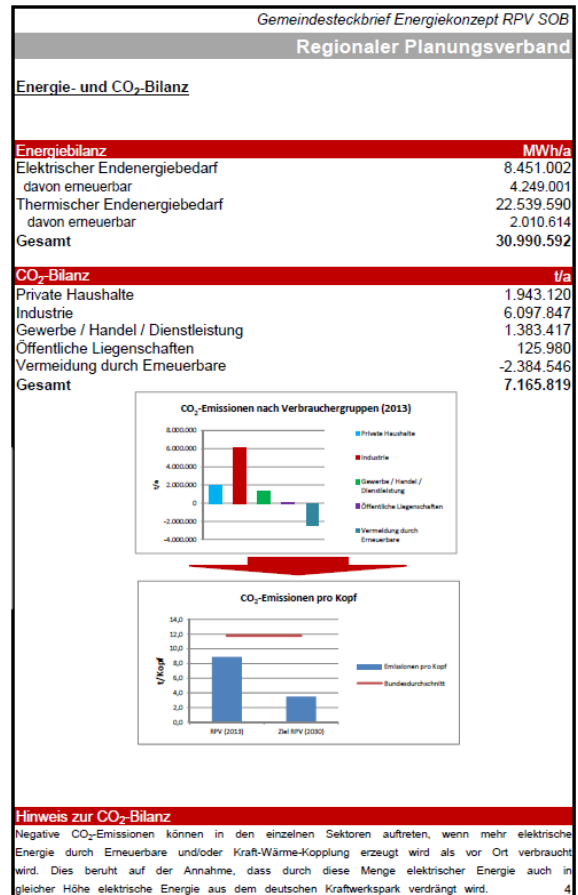 Gemeindesteckbrief Energiekonzept RPV SOB
Regionaler Planungsverband
Energie- und CO₂-Bilanz
Energiebilanz MWh/a
Elektrischer Endenergiebedarf 8.451.002
davon erneuerbar 4.249.001
Thermischer Endenergiebedarf 22.539.590
davon erneuerbar 2.010.614
Gesamt 30.990.592
CO₂-Bilanz t/a
Private Haushalte 1.943.120
Industrie 6.097.847
Gewerbe / Handel / Dienstleistung 1.383.417
Öffentliche Liegenschaften 125.980
Vermeidung durch Erneuerbare -2.384.546
Gesamt 7.165.819
CO₂-Emissionen nach Verbrauchergruppen (2013)
8.000.000
6.000.000
4.000.000
2.000.000
0
-2.000.000
-4.000.000
t/a
Private Haushalte
Industrie
Gewerbe / Handel /
Dienstleistung
Öffentliche Liegenschaften
Vermeidung durch
Erneuerbare
CO₂-Emissionen pro Kopf
14,0
12,0
10,0
8,0
6,0
4,0
2,0
0,0
t/Kopf
RPV (2013) Ziel RPV (2030)
Emissionen pro Kopf
Bundesdurchschnitt
Hinweis zur CO₂-Bilanz
Negative CO₂-Emissionen können in den einzelnen Sektoren auftreten, wenn mehr elektrische
Energie durch Erneuerbare und/oder Kraft-Wärme-Kopplung erzeugt wird als vor Ort verbraucht
wird. Dies beruht auf der Annahme, dass durch diese Menge elektrischer Energie auch in
gleicher Höhe elektrische Energie aus dem deutschen Kraftwerkspark verdrängt wird. 4